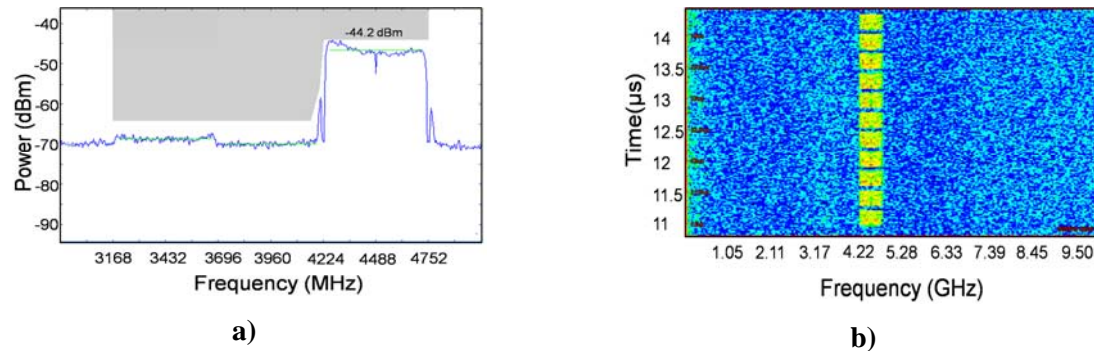 -36
-44.2 dBm
-50
-60
-70
-80
-90
Power (dBm)
3168 3432 3696 3960 4224 4488 4752
Frequency (MHz)
a)
14
13.5
13
12.5
12
11.5
11
Time(μs)
1.05 2.11 3.17 4.22 5.28 6.33 7.39 8.45 9.50
Frequency (GHz)
b)